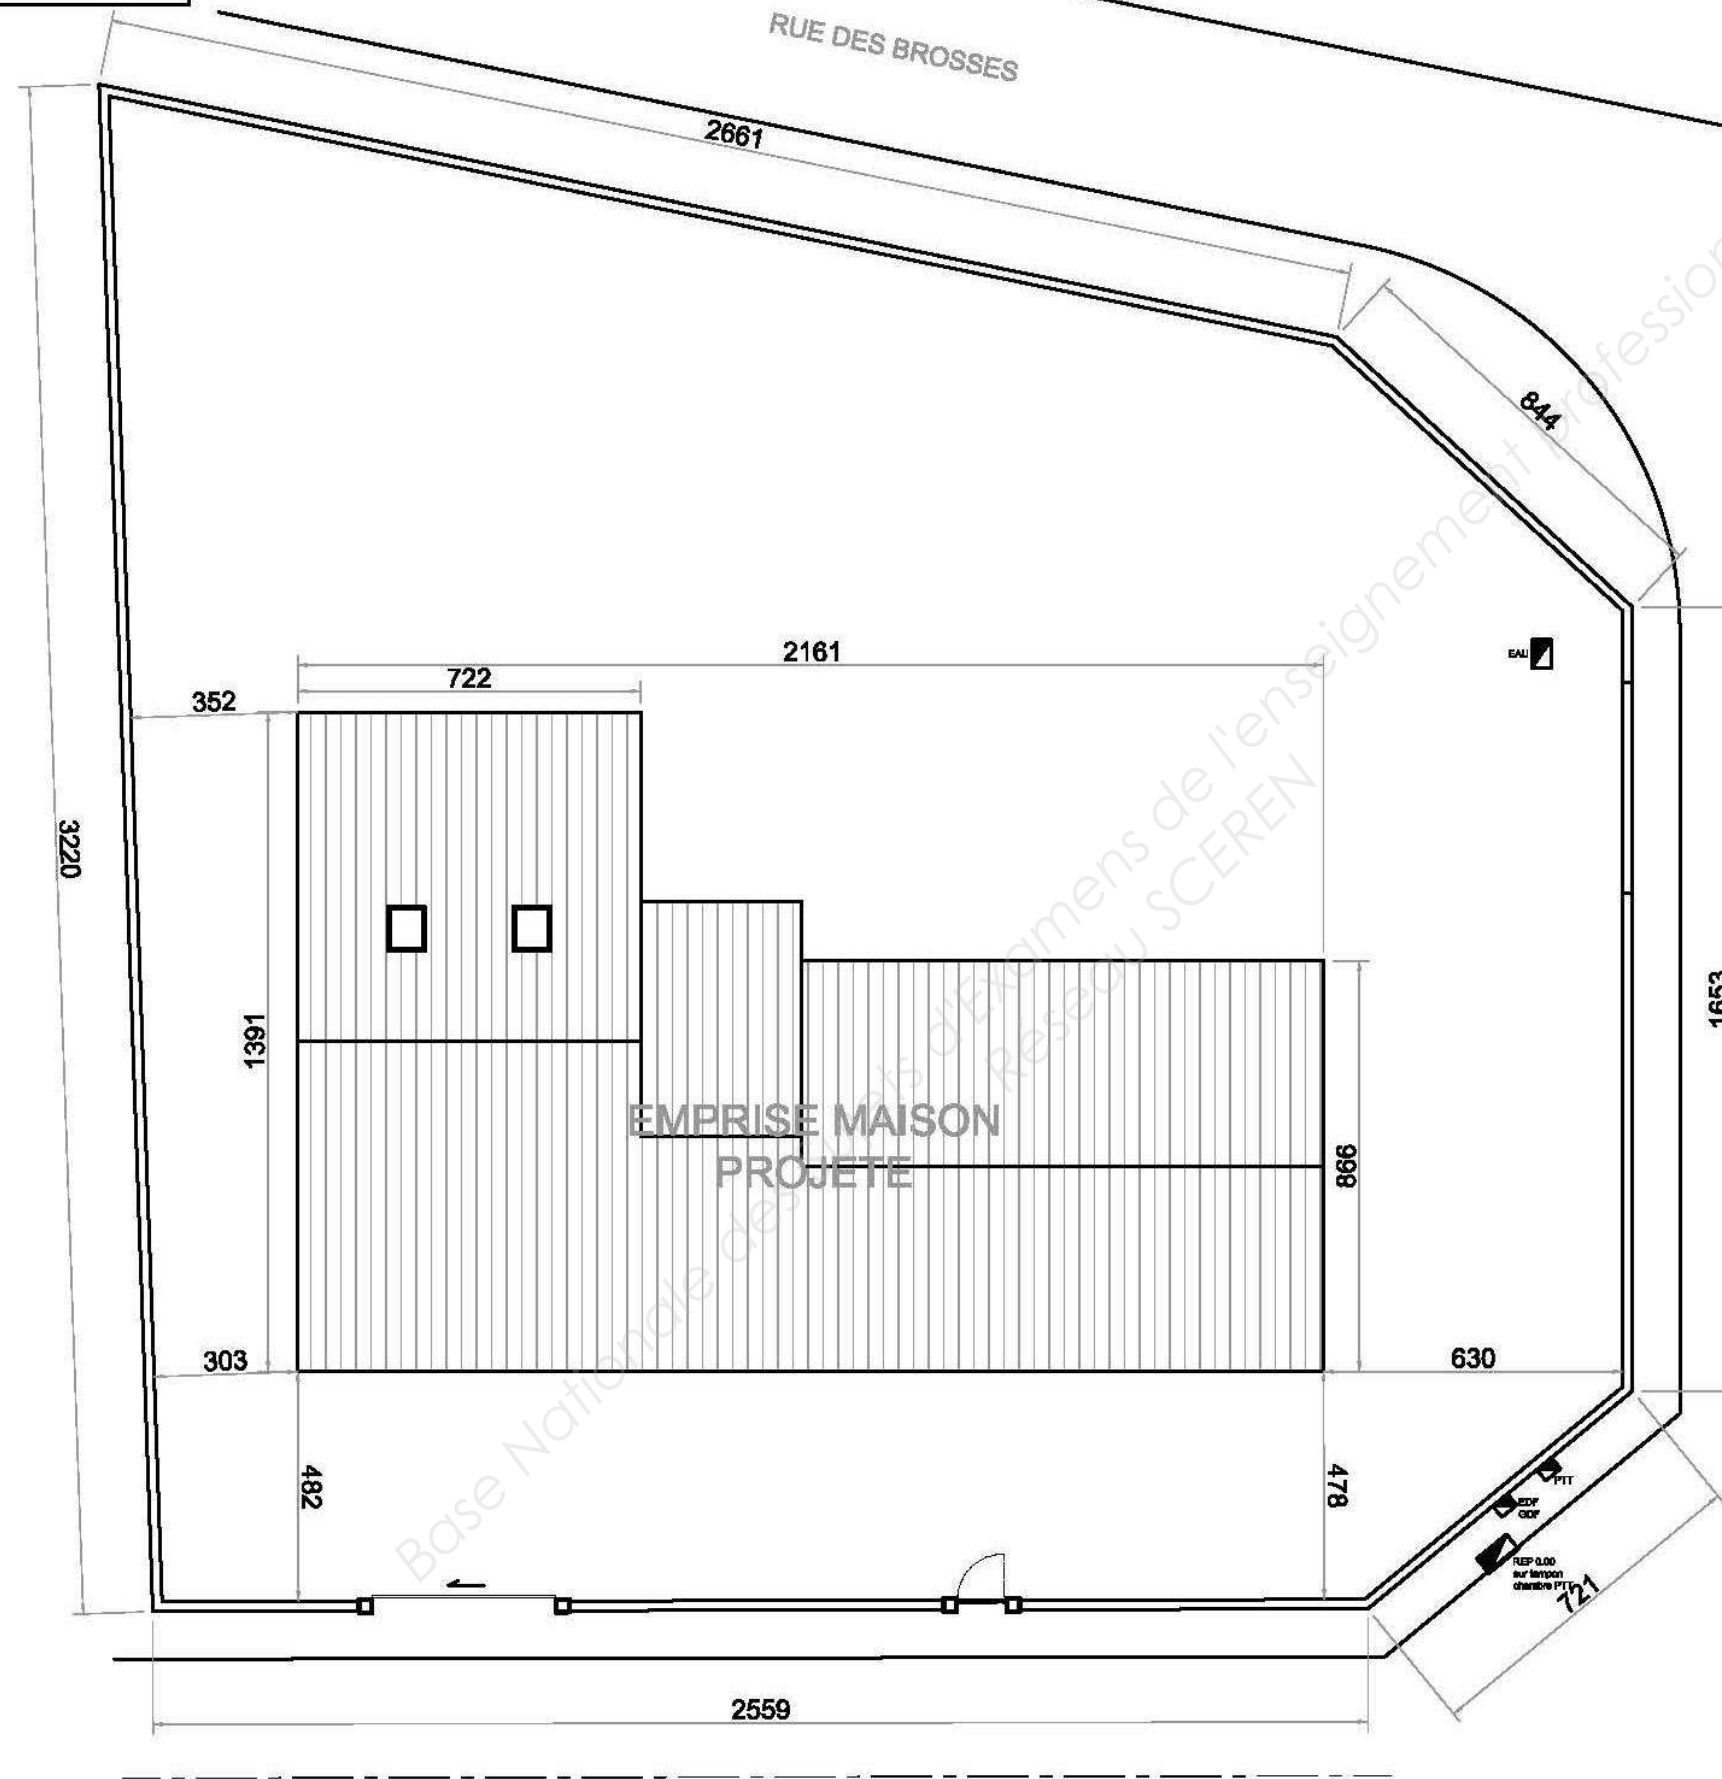 RUE DES BROSSES
2661
844
EAU
2161
722
352
3220
1391
1653
EMPRISE MAISON
PROJETE
866
303
630
482
478
PTT
EDF
GDF
REP 0.00
sur tampon
chambre PTT
721
2559
Base Nationale des Sujets d'Examens de l'enseignement profession
Réseau SCEREN